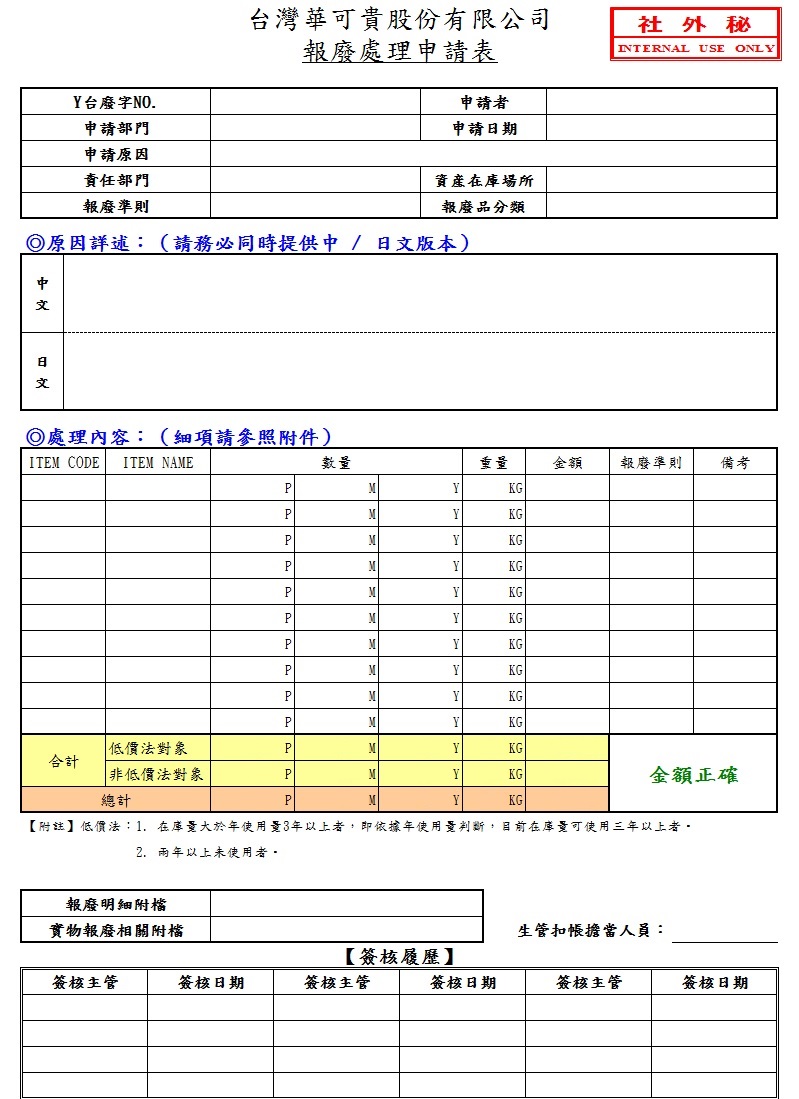 台灣華可貴股份有限公司
社外秘
INTERNAL USE ONLY
報廢處理申請表
Y台廢字NO. 申請者
申請部門 申請日期
申請原因
責任部門 資產在庫場所
報廢準則 報廢品分類
◎原因詳述：（請務必同時提供中 / 日文版本）
中文
日文
◎處理內容：（細項請參照附件）
ITEM CODE ITEM NAME 數量 重量 金額 報廢準則 備考
P M Y KG
P M Y KG
P M Y KG
P M Y KG
P M Y KG
P M Y KG
P M Y KG
P M Y KG
P M Y KG
P M Y KG
合計 低價法對象 P M Y KG
非低價法對象 P M Y KG
金額正確
總計 P M Y KG
【附註】低價法：1. 在庫量大於年使用量3年以上者，即依據年使用量判斷，目前在庫量可使用三年以上者。
2. 兩年以上未使用者。
報廢明細附檔
實物報廢相關附檔 生管扣帳擔當人員：
【簽核履歷】
簽核主管 簽核日期 簽核主管 簽核日期 簽核主管 簽核日期